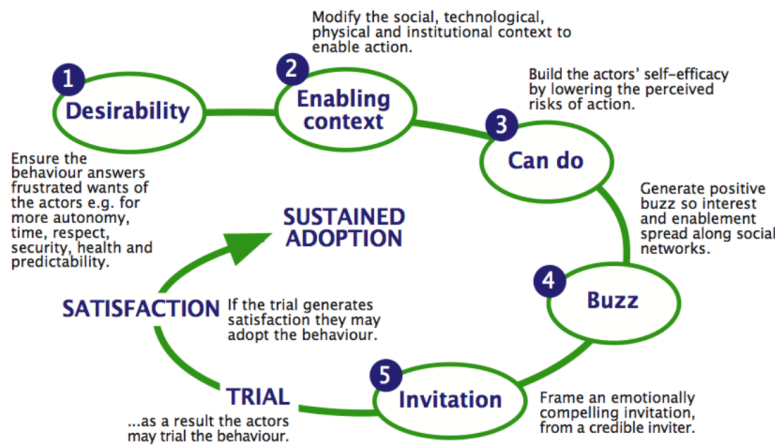 Modify the social, technological,
physical and institutional context to
enable action.
1
Desirability
2
Enabling
context
Build the actors' self-efficacy
by lowering the perceived
risks of action.
3
Can do
Ensure the
behaviour answers
frustrated wants of
the actors e.g. for
more autonomy,
time, respect,
security, health and
predictability.
Generate positive
buzz so interest
and enablement
spread along social
networks.
4
Buzz
5
Invitation
Frame an emotionally
compelling invitation,
from a credible inviter.
TRIAL
...as a result the actors
may trial the behaviour.
SATISFACTION
If the trial generates
satisfaction they may
adopt the behaviour.
SUSTAINED
ADOPTION